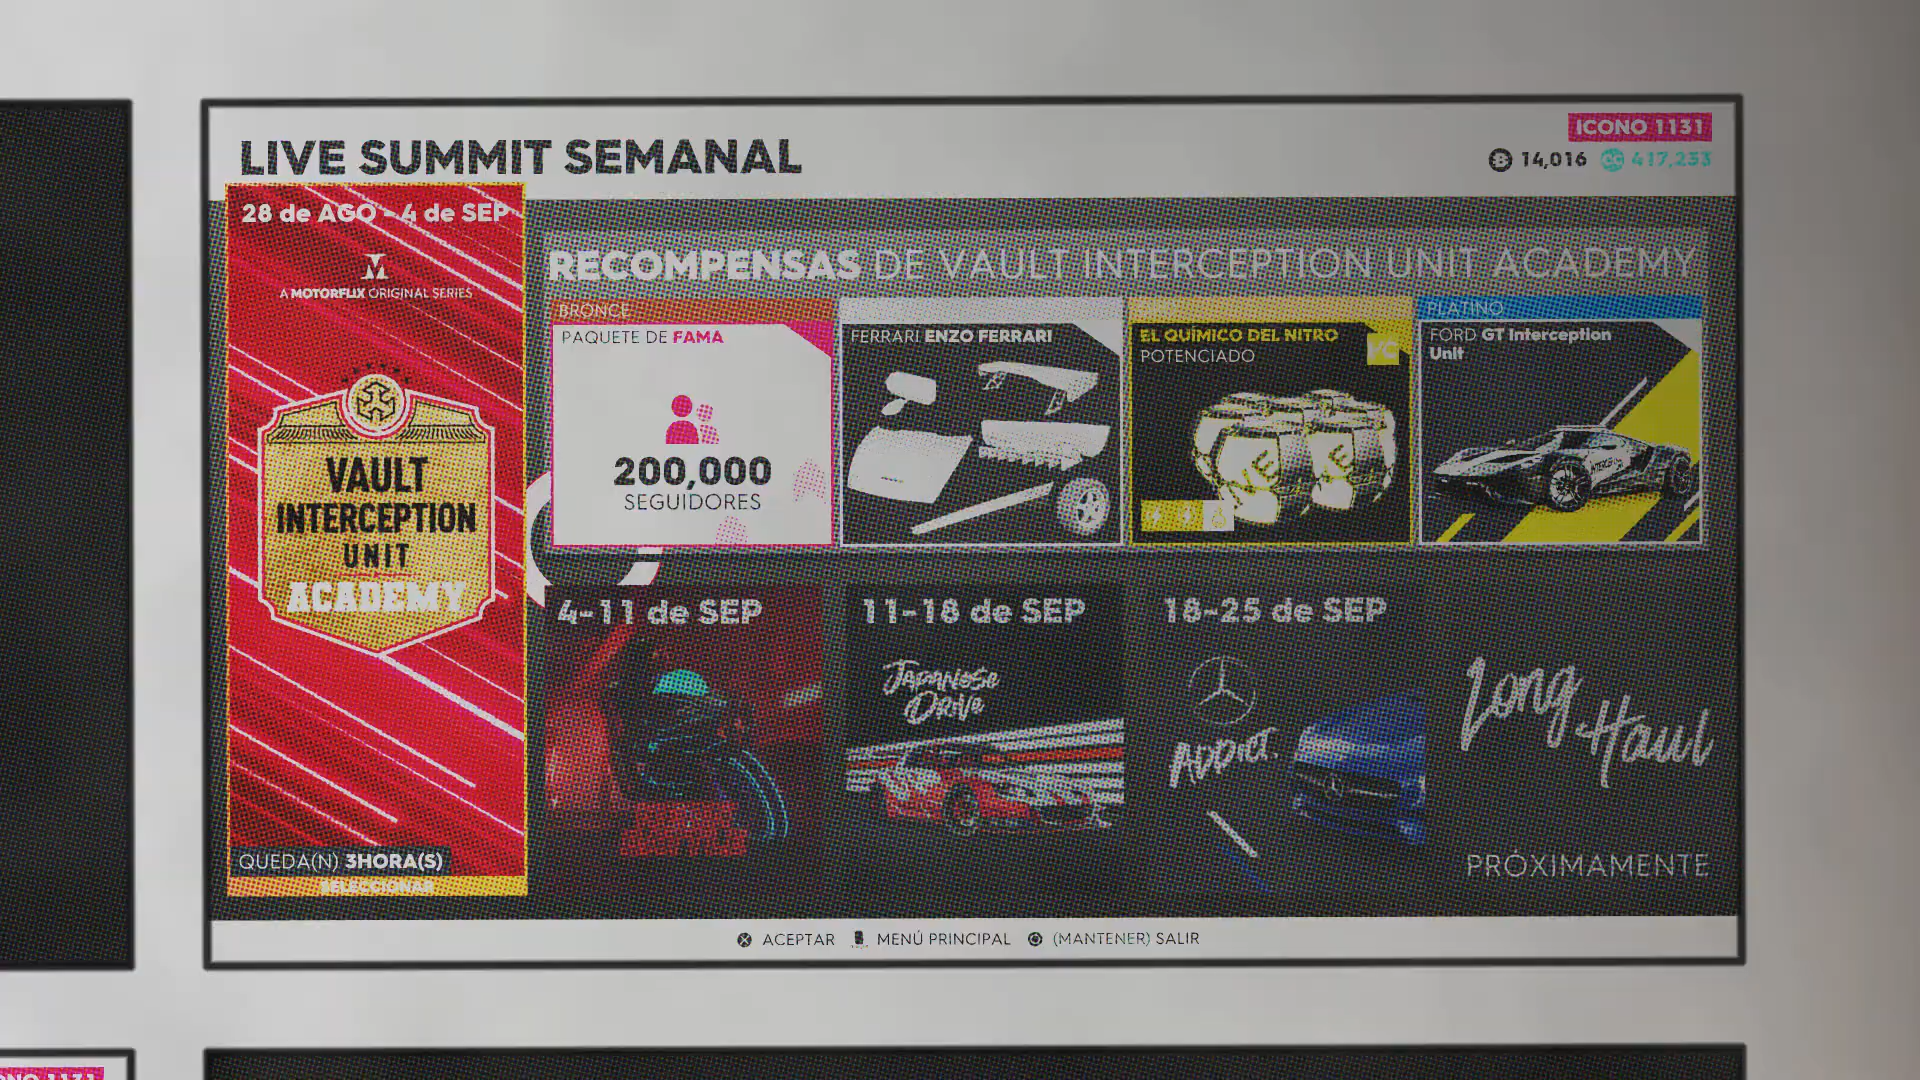 LIVE SUMMIT SEMANAL
ICONO 1131
14,016 417,233
28 de AGO - 4 de SEP
A MOTORFLIX ORIGINAL SERIES
VAULT
INTERCEPTION
UNIT
ACADEMY
QUEDA(N) 3HORA(S)
SELECCIONAR
RECOMPENSAS DE VAULT INTERCEPTION UNIT ACADEMY
BRONCE
PAQUETE DE FAMA
200,000
SEGUIDORES
FERRARI ENZO FERRARI
EL QUÍMICO DEL NITRO
POTENCIADO
PLATINO
FORD GT Interception
Unit
4-11 de SEP
11-18 de SEP
JAPANESE
DRIVE
18-25 de SEP
ADDICT.
Long
Haul
PRÓXIMAMENTE
ACEPTAR MENÚ PRINCIPAL (MANTENER) SALIR